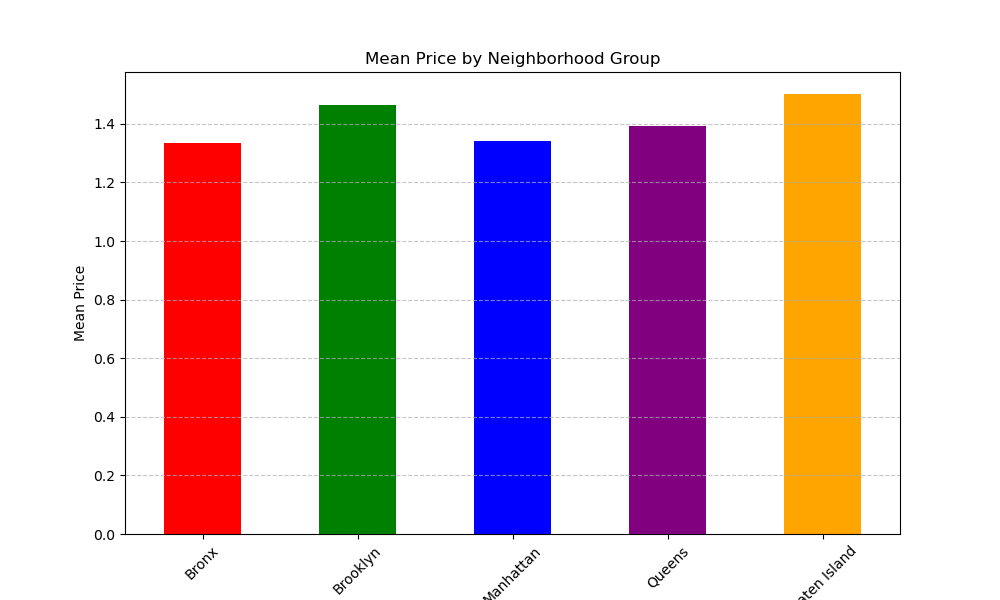 Mean Price by Neighborhood Group
Mean Price
1.4
1.2
1.0
0.8
0.6
0.4
0.2
0.0
Bronx
Brooklyn
Manhattan
Queens
aten Island